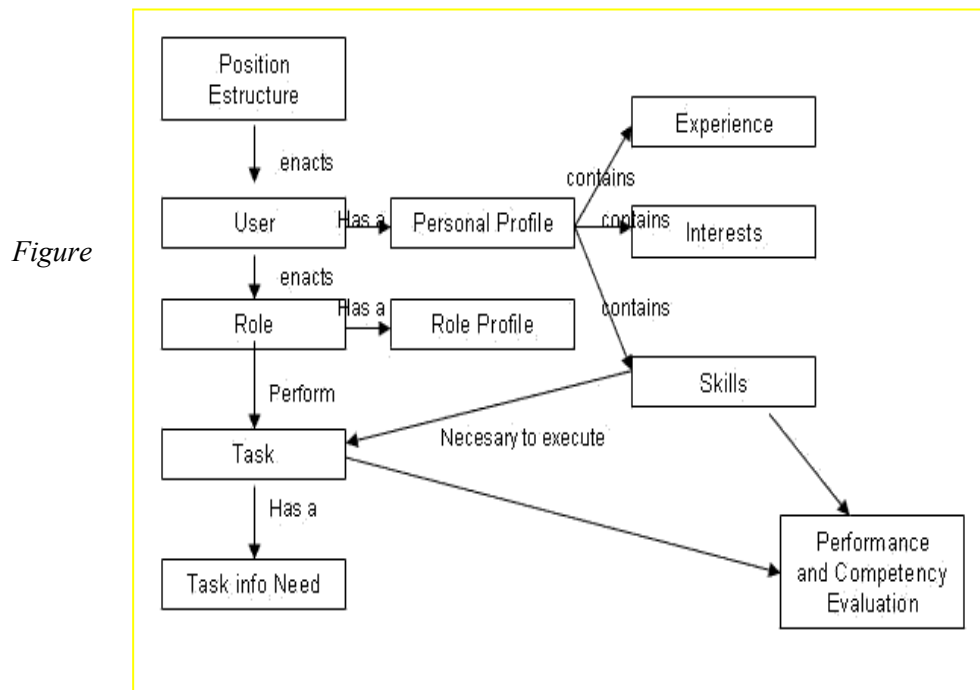 Position
Estructure
Experience
enacts
contains
User
Has a
Personal Profile
contains
Interests
Figure
enacts
Has a
contains
Role
Role Profile
Perform
Skills
Necesary to execute
Task
Has a
Performance
and Competency
Evaluation
Task info Need